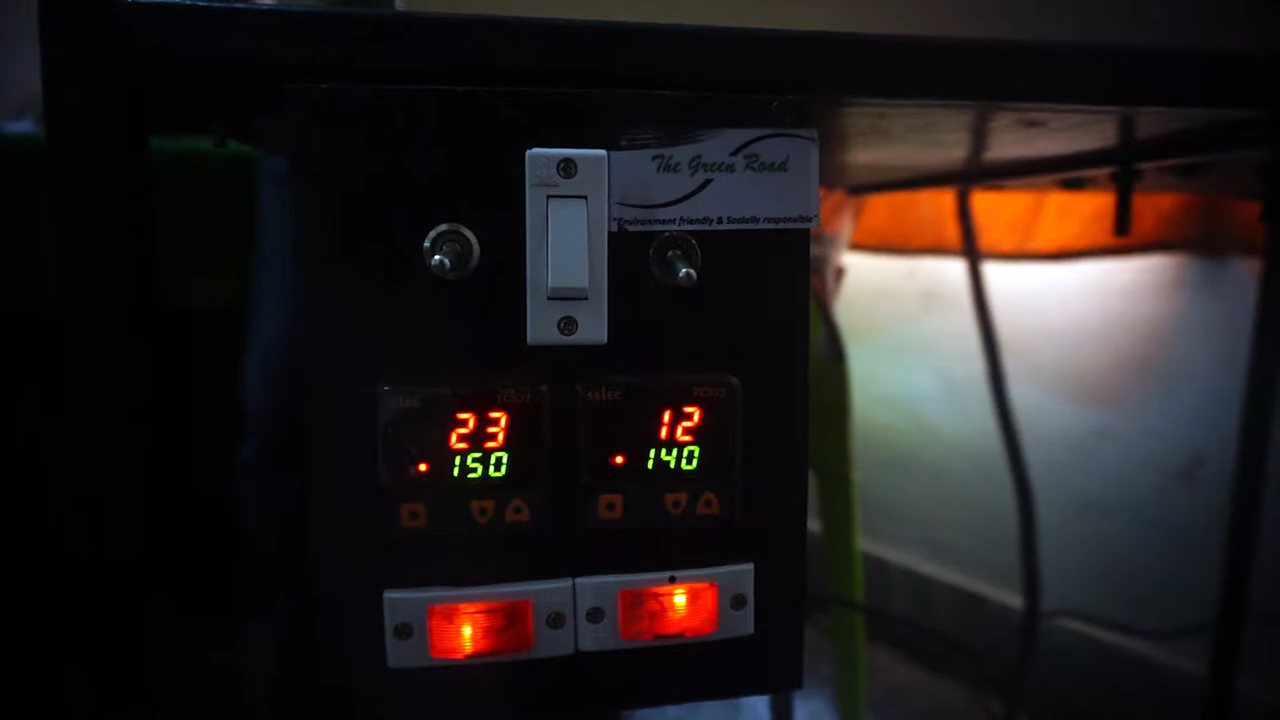 The Green Road
"Environment friendly & Socially responsible"
selec
23
150
selec
12
140